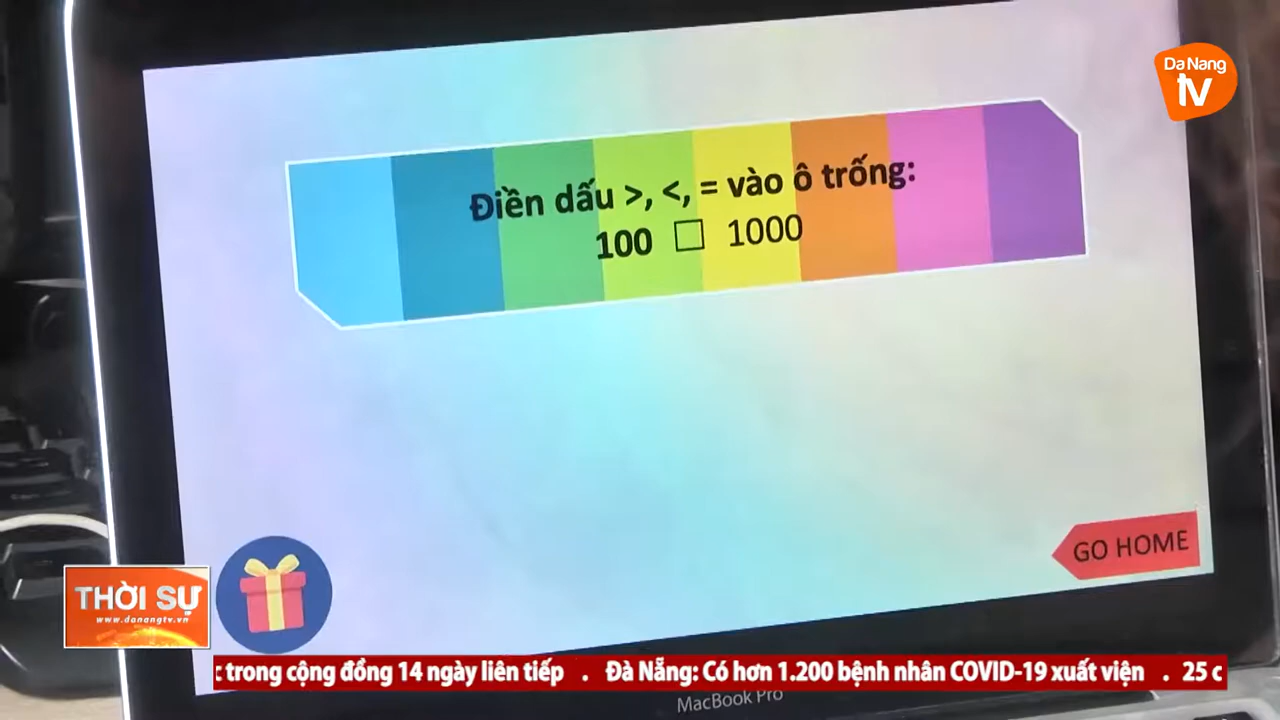 Da Nang
tv
Điền dấu >, <, = vào ô trống:
100 □ 1000
GO HOME
THỜI SỰ
www.danangtv.vn
trong cộng đồng 14 ngày liên tiếp . Đà Nẵng: Có hơn 1.200 bệnh nhân COVID-19 xuất viện . 25 c
MacBook Pro